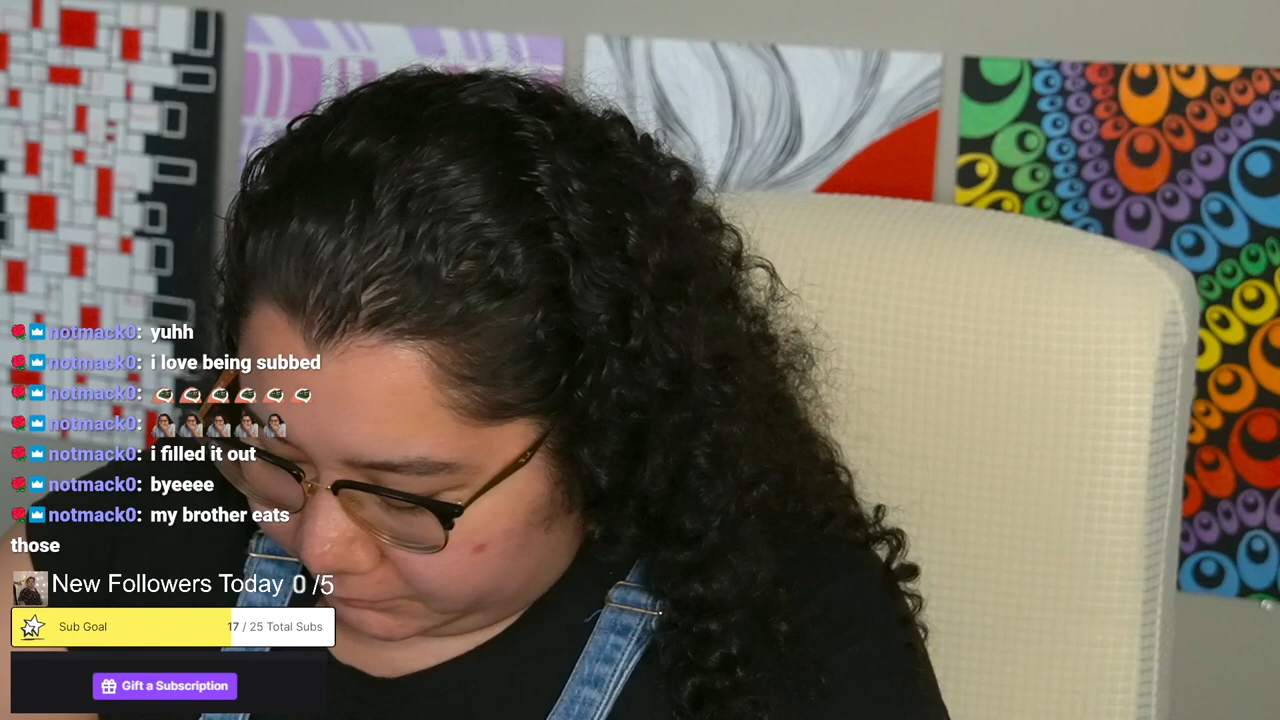 notmack0: yuhh
notmack0: i love being subbed
notmack0:
notmack0:
notmack0: i filled it out
notmack0: byeeee
notmack0: my brother eats
those
New Followers Today 0 /5
Sub Goal 17 / 25 Total Subs
Gift a Subscription